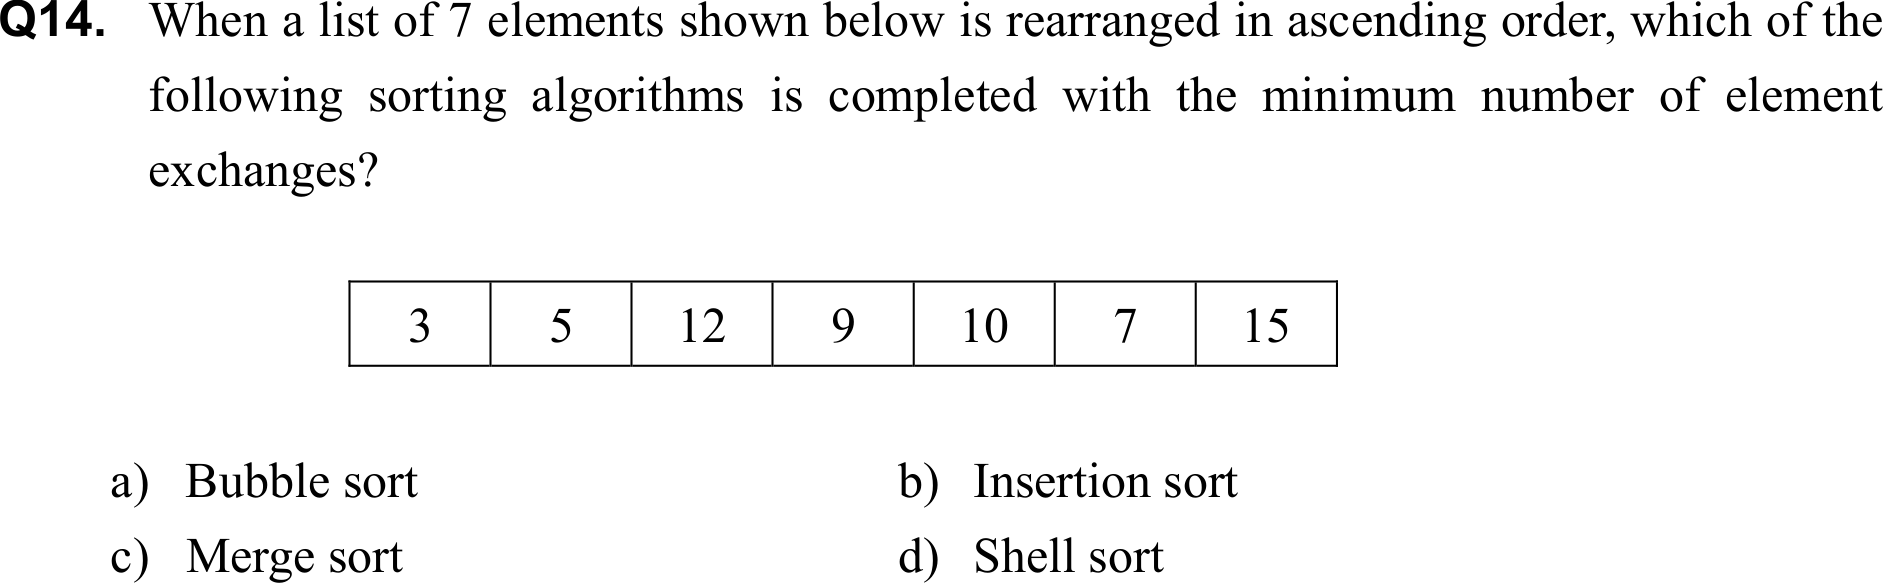 Q14. When a list of 7 elements shown below is rearranged in ascending order, which of the
following sorting algorithms is completed with the minimum number of element
exchanges?
3 5 12 9 10 7 15
a) Bubble sort b) Insertion sort
c) Merge sort d) Shell sort